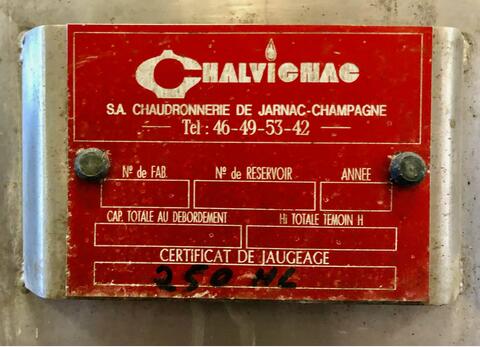 CHALVIGNAC
S.A. CHAUDRONNERIE DE JARNAC-CHAMPAGNE
Tel : 46-49-53-42
Nº de FAB. Nº de RESERVOIR ANNÉE
CAP. TOTALE AU DEBORDEMENT Ht TOTALE TEMOIN H
CERTIFICAT DE JAUGEAGE
250 HL